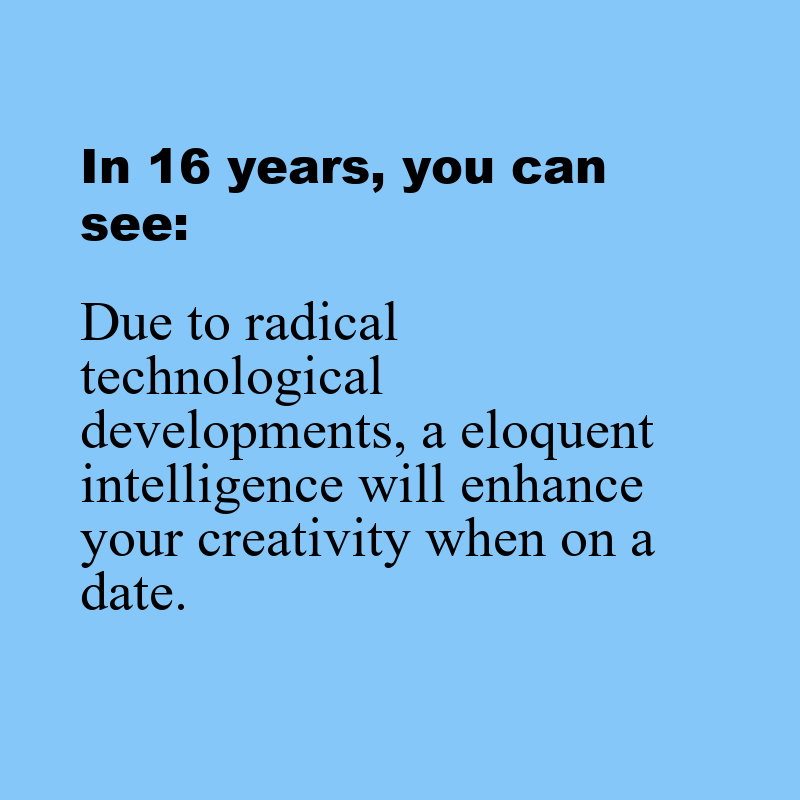 In 16 years, you can
see:
Due to radical
technological
developments, a eloquent
intelligence will enhance
your creativity when on a
date.